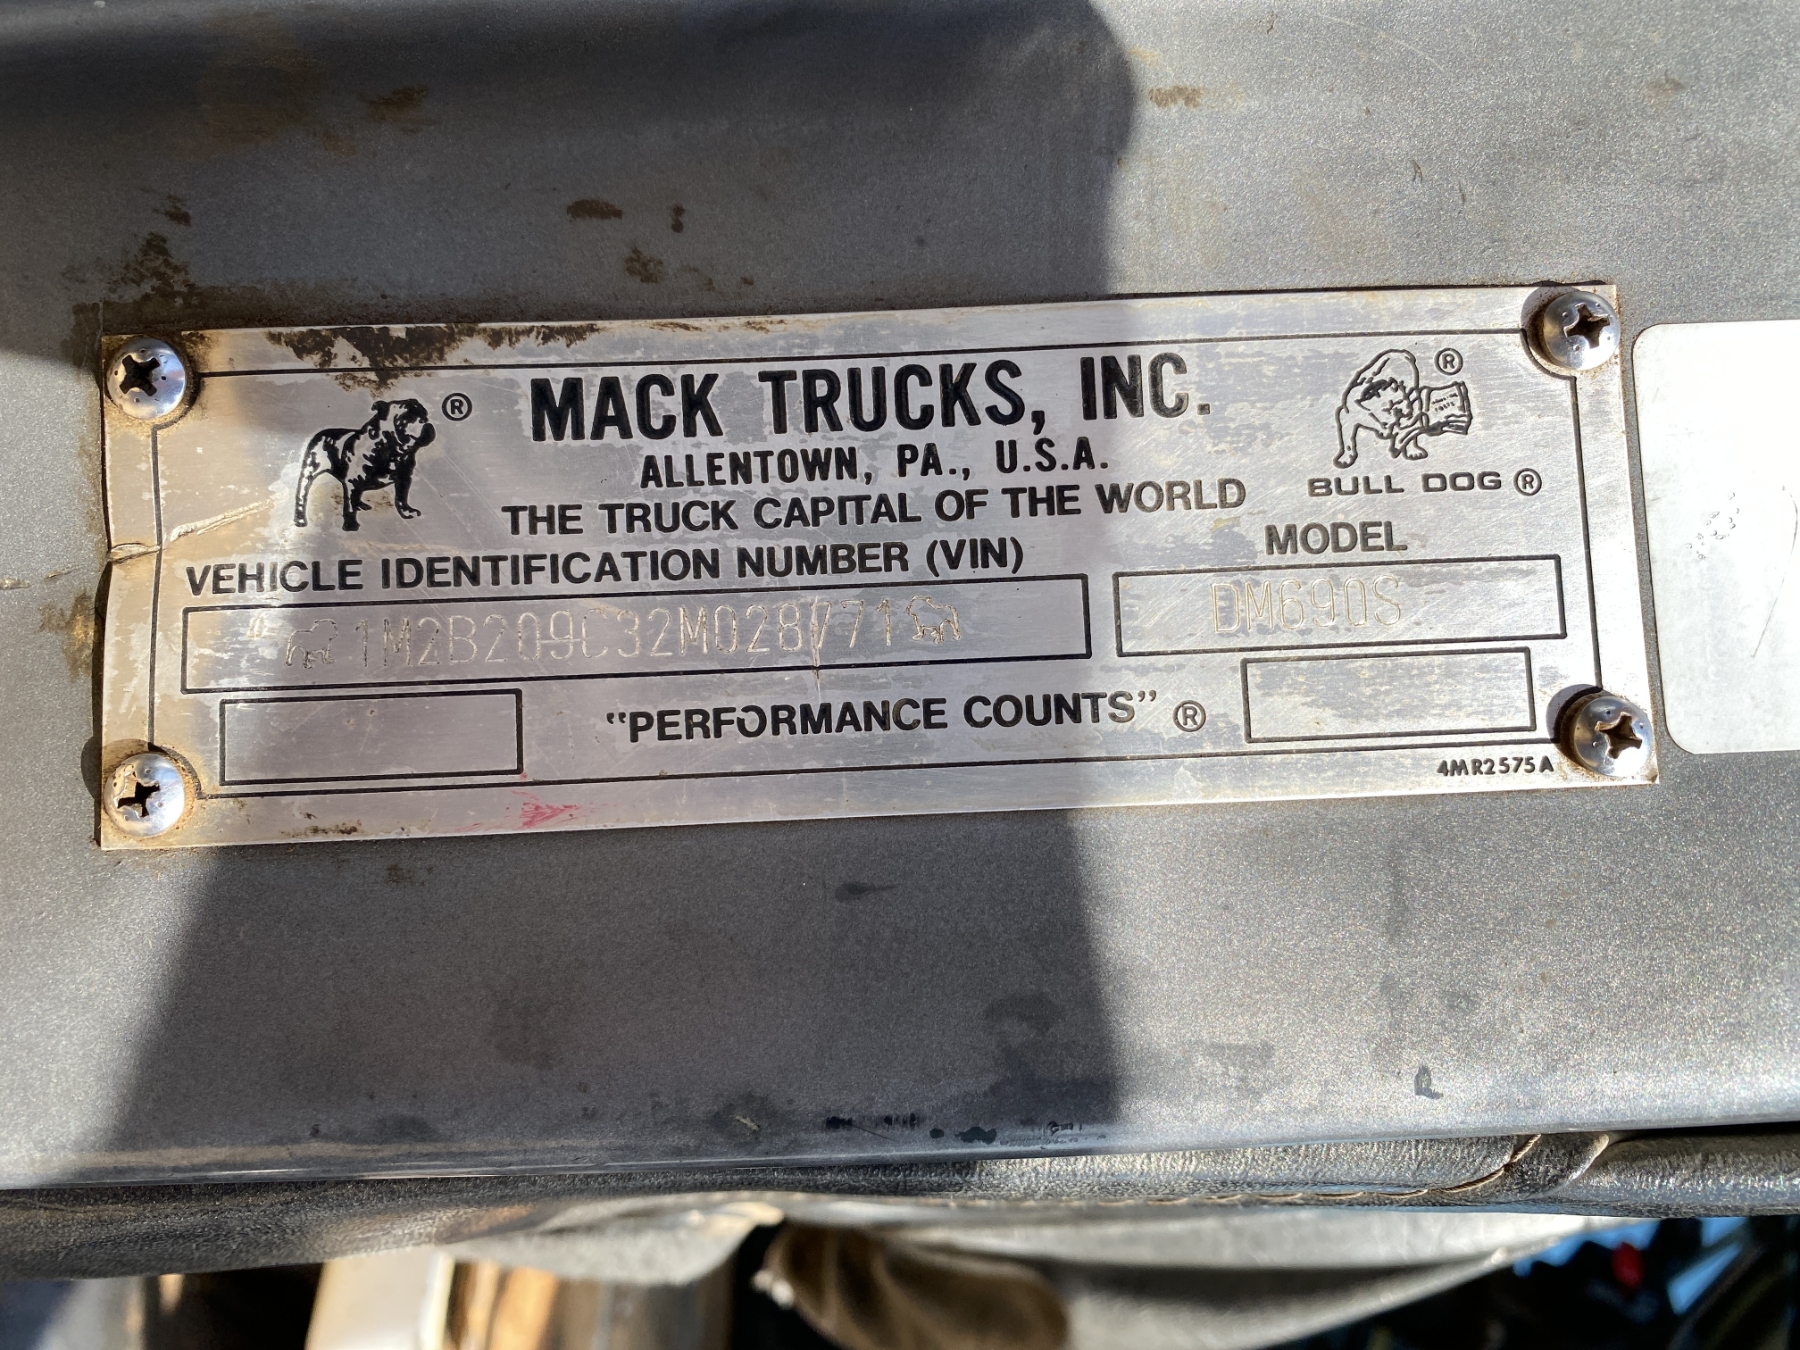 MACK TRUCKS, INC.
ALLENTOWN, PA., U.S.A.
THE TRUCK CAPITAL OF THE WORLD
®
®
BULL DOG ®
VEHICLE IDENTIFICATION NUMBER (VIN)
MODEL
1M2B209C32M028771
DM690S
"PERFORMANCE COUNTS" ®
4MR2575A